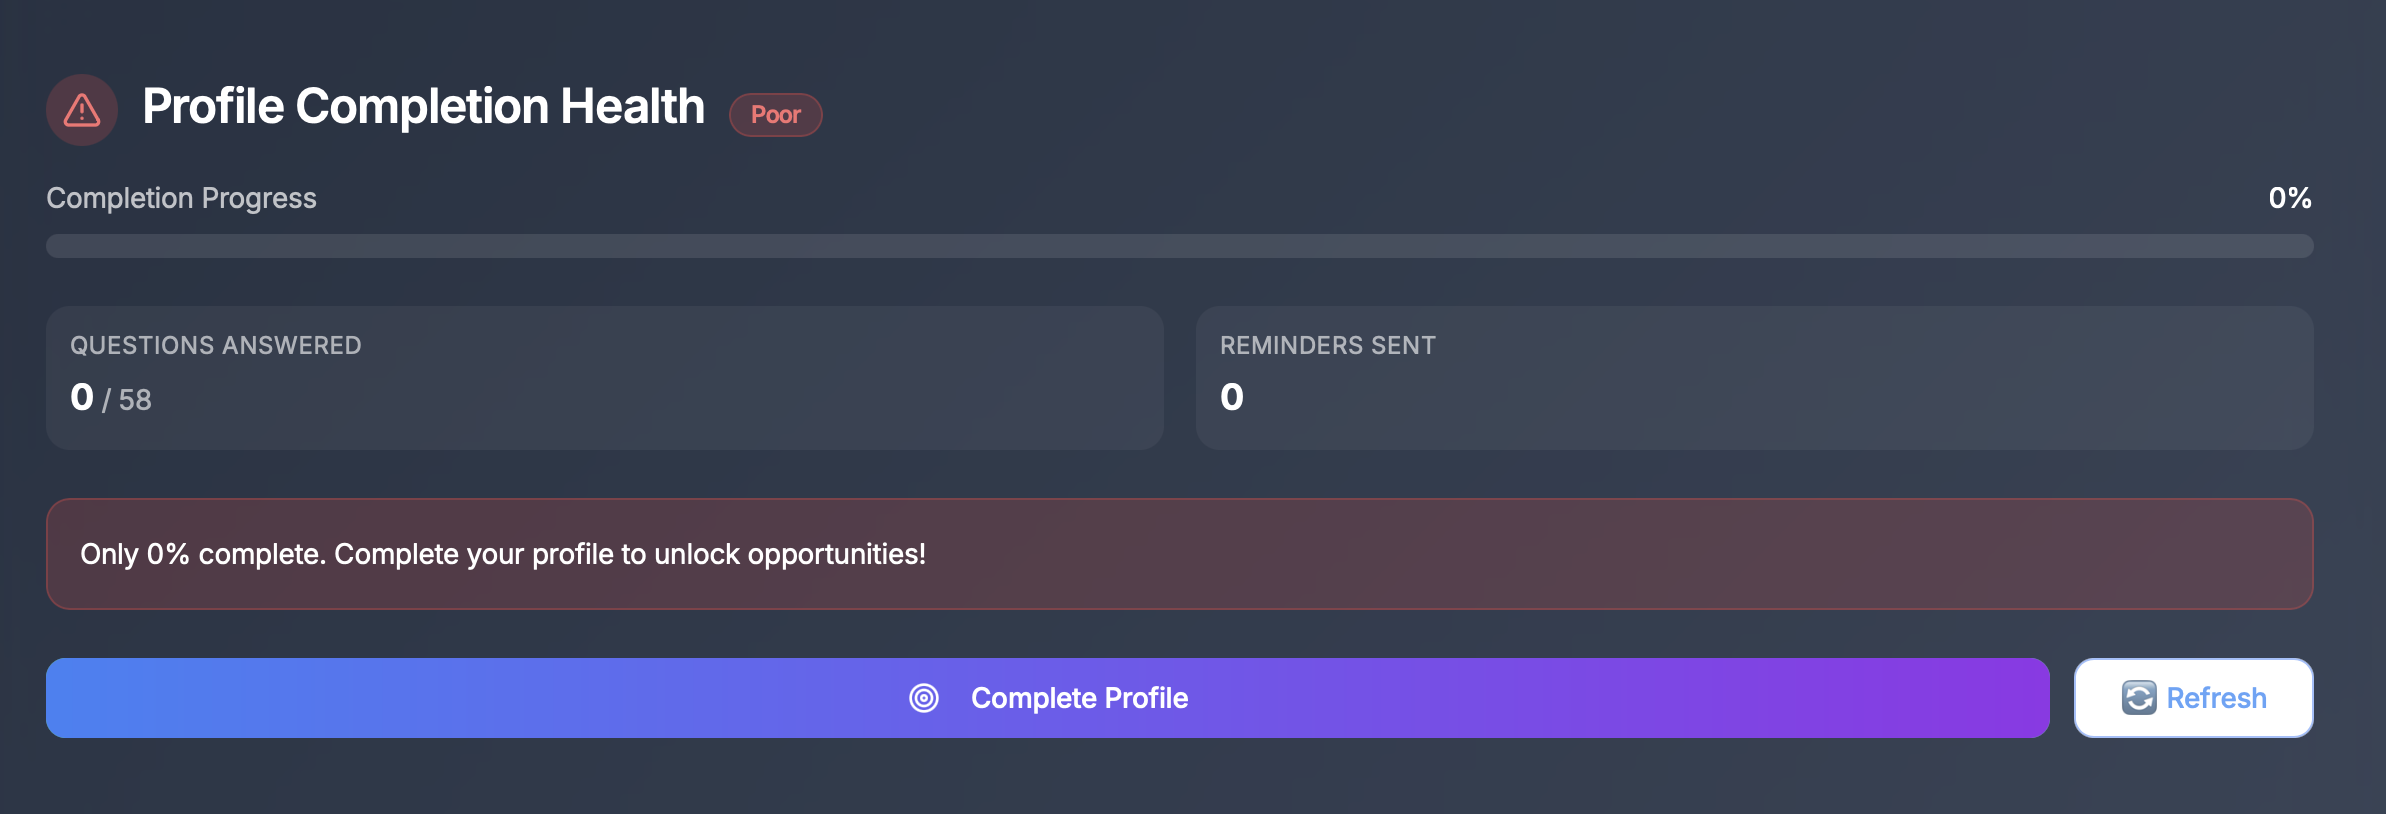 Profile Completion Health
Poor
Completion Progress
0%
QUESTIONS ANSWERED
0 / 58
REMINDERS SENT
0
Only 0% complete. Complete your profile to unlock opportunities!
Complete Profile
Refresh